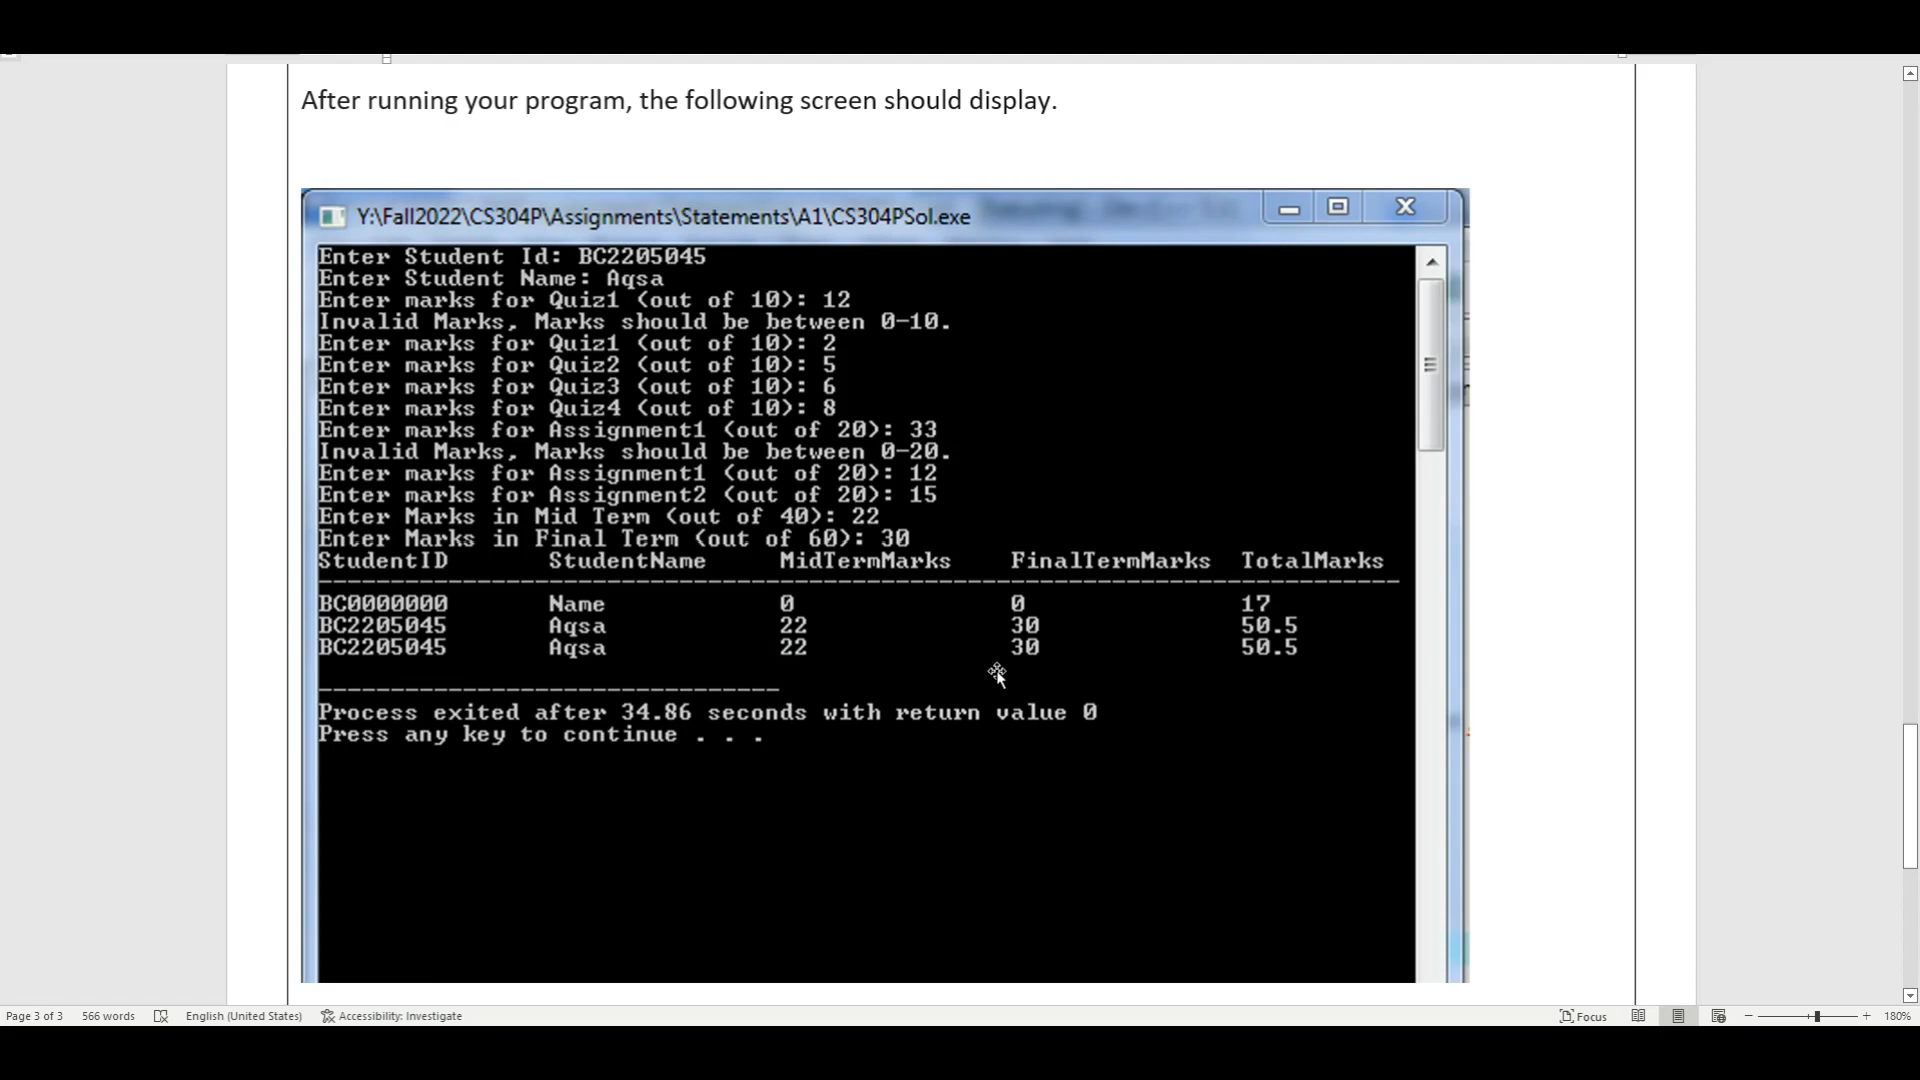 After running your program, the following screen should display.
Y:\Fall2022\CS304P\Assignments\Statements\A1\CS304PSol.exe
Enter Student Id: BC2205045
Enter Student Name: Aqsa
Enter marks for Quiz1 (out of 10): 12
Invalid Marks, Marks should be between 0-10.
Enter marks for Quiz1 (out of 10): 2
Enter marks for Quiz2 (out of 10): 5
Enter marks for Quiz3 (out of 10): 6
Enter marks for Quiz4 (out of 10): 8
Enter marks for Assignment1 (out of 20): 33
Invalid Marks, Marks should be between 0-20.
Enter marks for Assignment1 (out of 20): 12
Enter marks for Assignment2 (out of 20): 15
Enter Marks in Mid Term (out of 40): 22
Enter Marks in Final Term (out of 60): 30
StudentID StudentName MidTermMarks FinalTermMarks TotalMarks
---------------------------------------------------------------------------
BC0000000 Name 0 0 17
BC2205045 Aqsa 22 30 50.5
BC2205045 Aqsa 22 30 50.5
--------------------------------
Process exited after 34.86 seconds with return value 0
Press any key to continue . . .
Page 3 of 3 566 words English (United States) Accessibility: Investigate Focus 180%